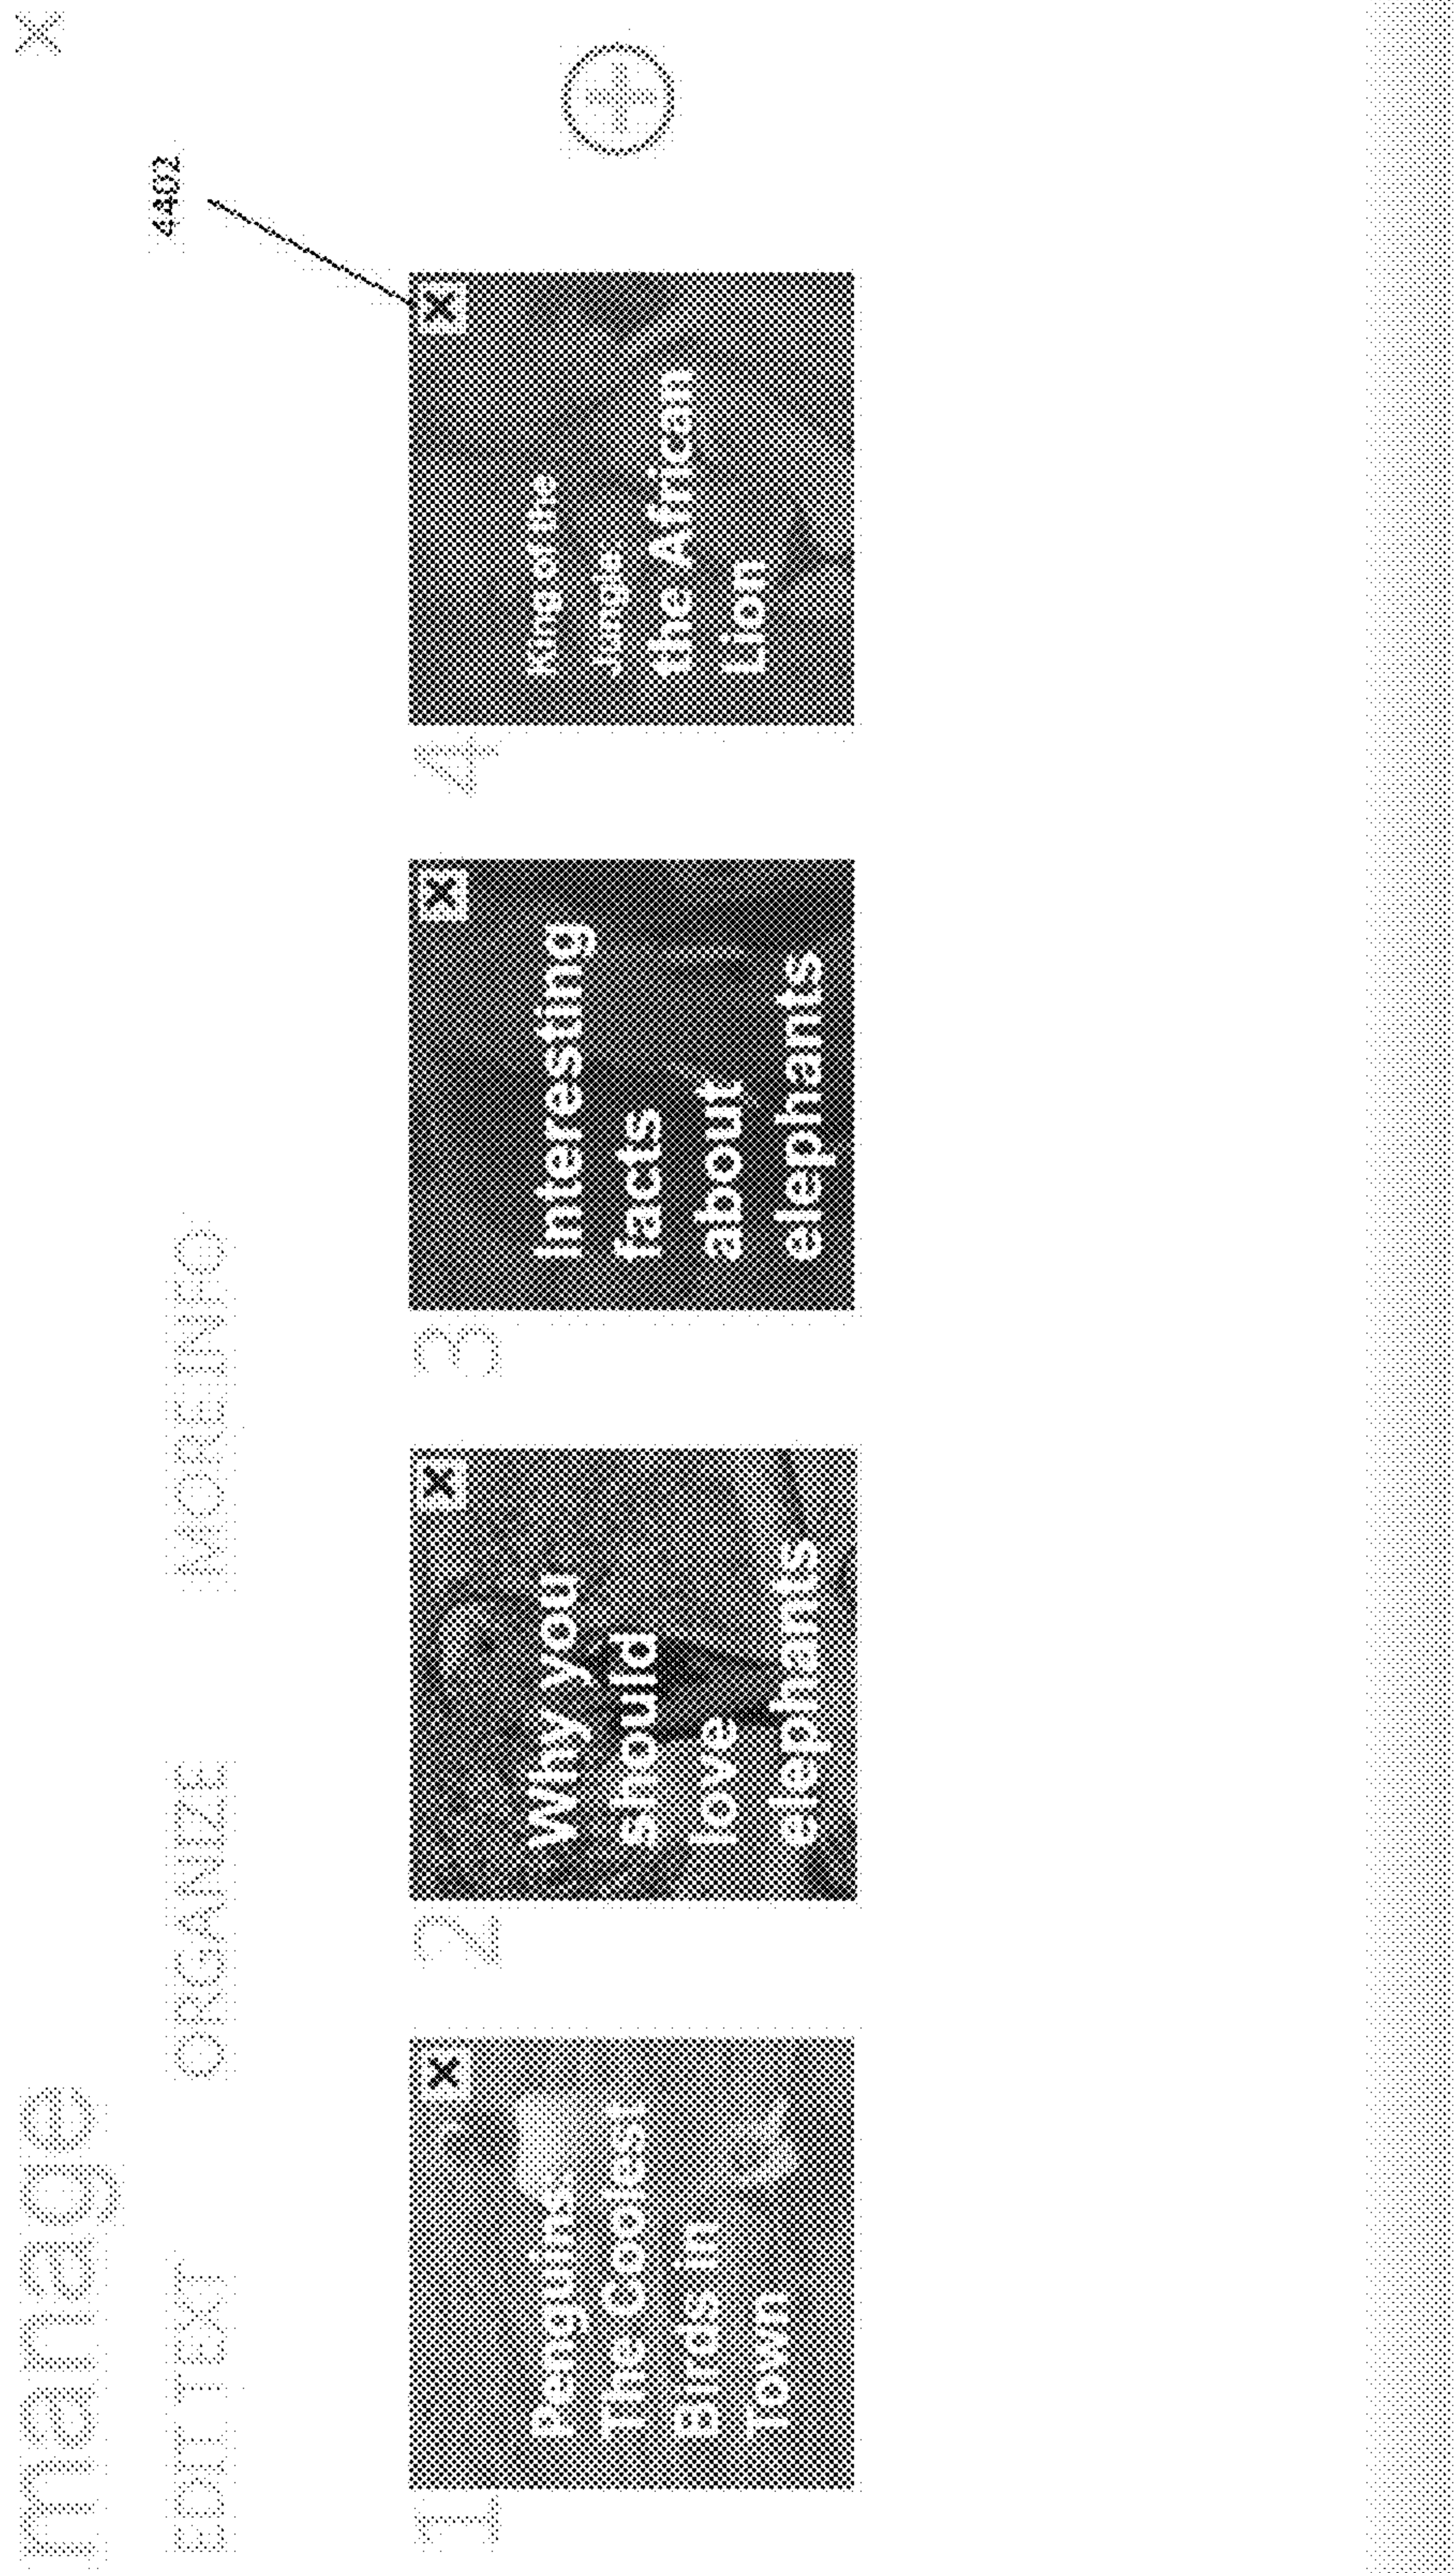 manage
X
EDIT TEXT
ORGANIZE
MORE INFO
4402
1
X
Penguins
The Coolest
Birds in
Town
2
X
Why you
should
love
elephants
3
X
Interesting
facts
about
elephants
4
X
King of the
Jungle
the African
Lion
+